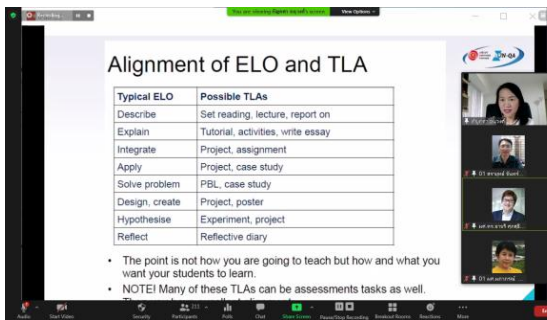 Recording...
You are viewing
View Options
Alignment of ELO and TLA
Typical ELO Possible TLAs
Describe Set reading, lecture, report on
Explain Tutorial, activities, write essay
Integrate Project, assignment
Apply Project, case study
Solve problem PBL, case study
Design, create Project, poster
Hypothesise Experiment, project
Reflect Reflective diary
• The point is not how you are going to teach but how and what you
want your students to learn.
• NOTE! Many of these TLAs can be assessments tasks as well.
Audio Start Video Security Participants Polls Chat Share Screen Pause/Stop Recording Breakout Rooms Reactions More